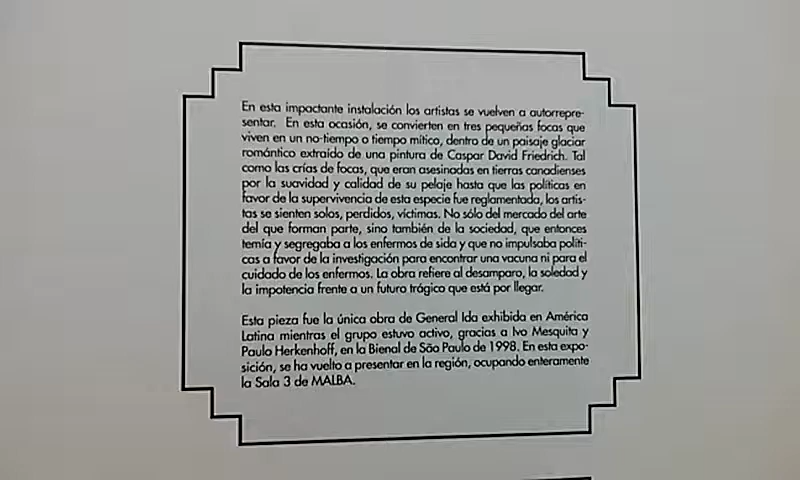 En esta impactante instalación los artistas se vuelven a autorrepre-
sentar. En esta ocasión, se convierten en tres pequeñas focas que
viven en un no-tiempo o tiempo mítico, dentro de un paisaje glaciar
romántico extraído de una pintura de Caspar David Friedrich. Tal
como las crías de focas, que eran asesinadas en tierras canadienses
por la suavidad y calidad de su pelaje hasta que las políticas en
favor de la supervivencia de esta especie fue reglamentada, los artis-
tas se sienten solos, perdidos, víctimas. No sólo del mercado del arte
del que forman parte, sino también de la sociedad, que entonces
temía y segregaba a los enfermos de sida y que no impulsaba políti-
cas a favor de la investigación para encontrar una vacuna ni para el
cuidado de los enfermos. La obra refiere al desamparo, la soledad y
la impotencia frente a un futuro trágico que está por llegar.
Esta pieza fue la única obra de General Idea exhibida en América
Latina mientras el grupo estuvo activo, gracias a Ivo Mesquita y
Paulo Herkenhoff, en la Bienal de São Paulo de 1998. En esta expo-
sición, se ha vuelto a presentar en la región, ocupando enteramente
la Sala 3 de MALBA.